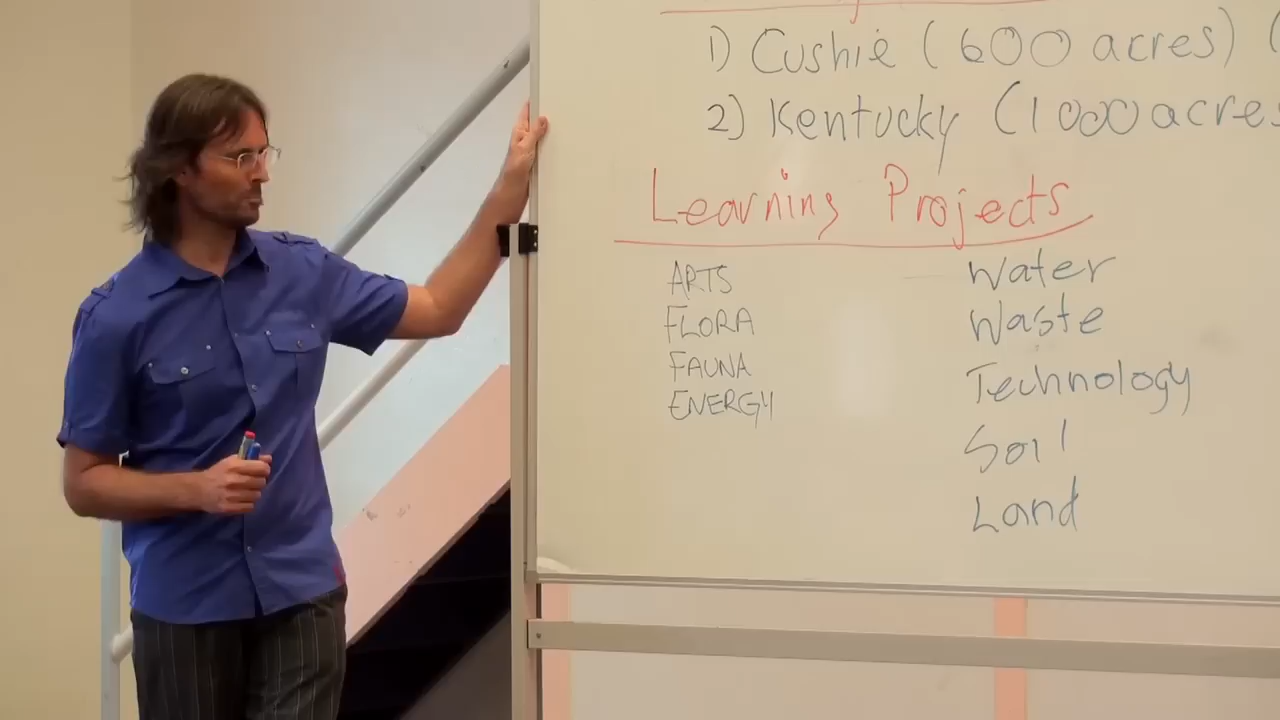 1) Cushie (600 acres) (
2) Kentucky (1000 acres
Learning Projects
ARTS
FLORA
FAUNA
ENERGY
Water
Waste
Technology
Soil
Land